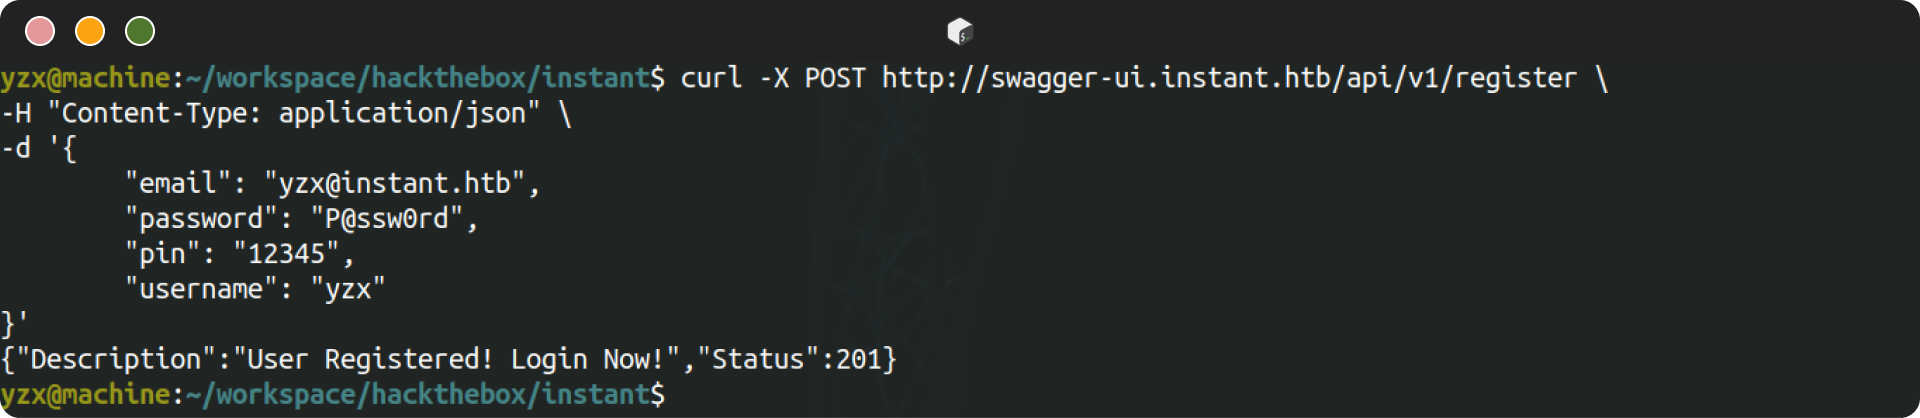 yzx@machine:~/workspace/hackthebox/instant$ curl -X POST http://swagger-ui.instant.htb/api/v1/register \
-H "Content-Type: application/json" \
-d '{
        "email": "yzx@instant.htb",
        "password": "P@ssw0rd",
        "pin": "12345",
        "username": "yzx"
}'
{"Description":"User Registered! Login Now!","Status":201}
yzx@machine:~/workspace/hackthebox/instant$